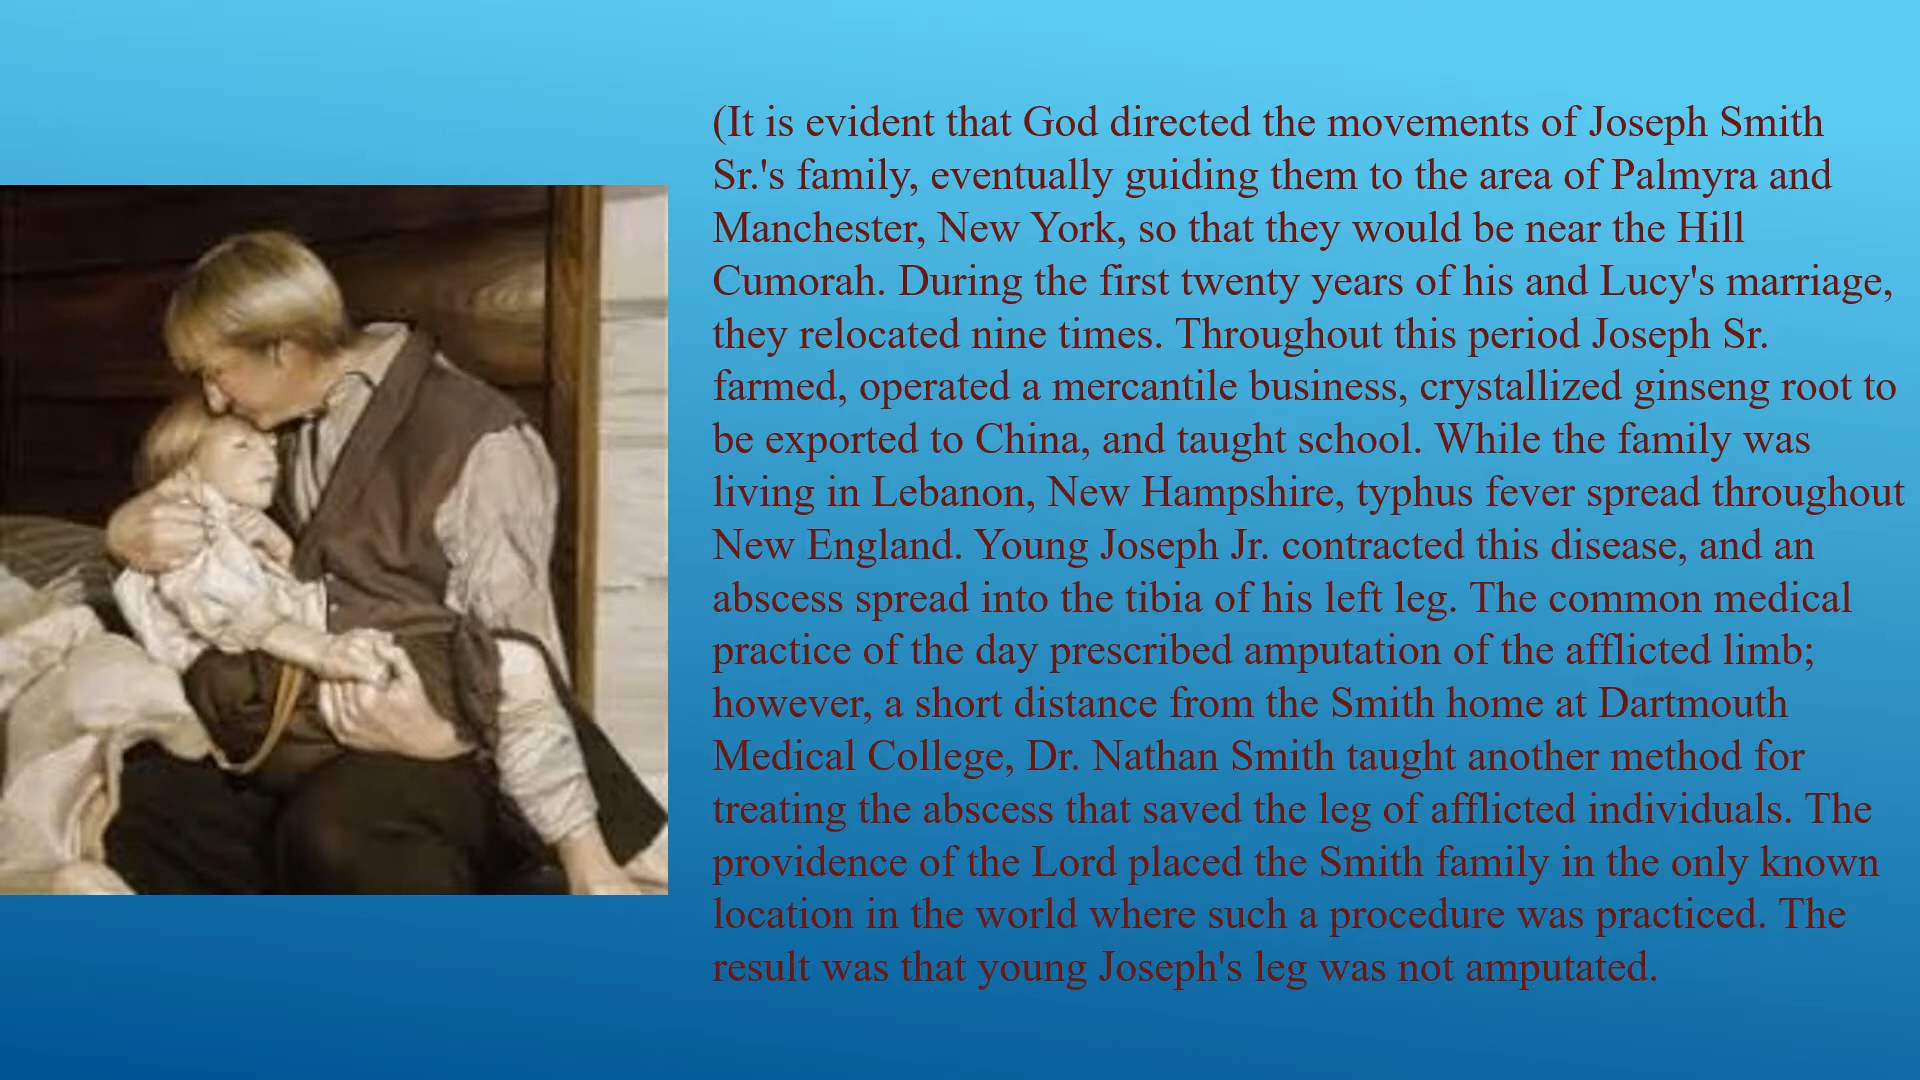 (It is evident that God directed the movements of Joseph Smith
Sr.'s family, eventually guiding them to the area of Palmyra and
Manchester, New York, so that they would be near the Hill
Cumorah. During the first twenty years of his and Lucy's marriage,
they relocated nine times. Throughout this period Joseph Sr.
farmed, operated a mercantile business, crystallized ginseng root to
be exported to China, and taught school. While the family was
living in Lebanon, New Hampshire, typhus fever spread throughout
New England. Young Joseph Jr. contracted this disease, and an
abscess spread into the tibia of his left leg. The common medical
practice of the day prescribed amputation of the afflicted limb;
however, a short distance from the Smith home at Dartmouth
Medical College, Dr. Nathan Smith taught another method for
treating the abscess that saved the leg of afflicted individuals. The
providence of the Lord placed the Smith family in the only known
location in the world where such a procedure was practiced. The
result was that young Joseph's leg was not amputated.